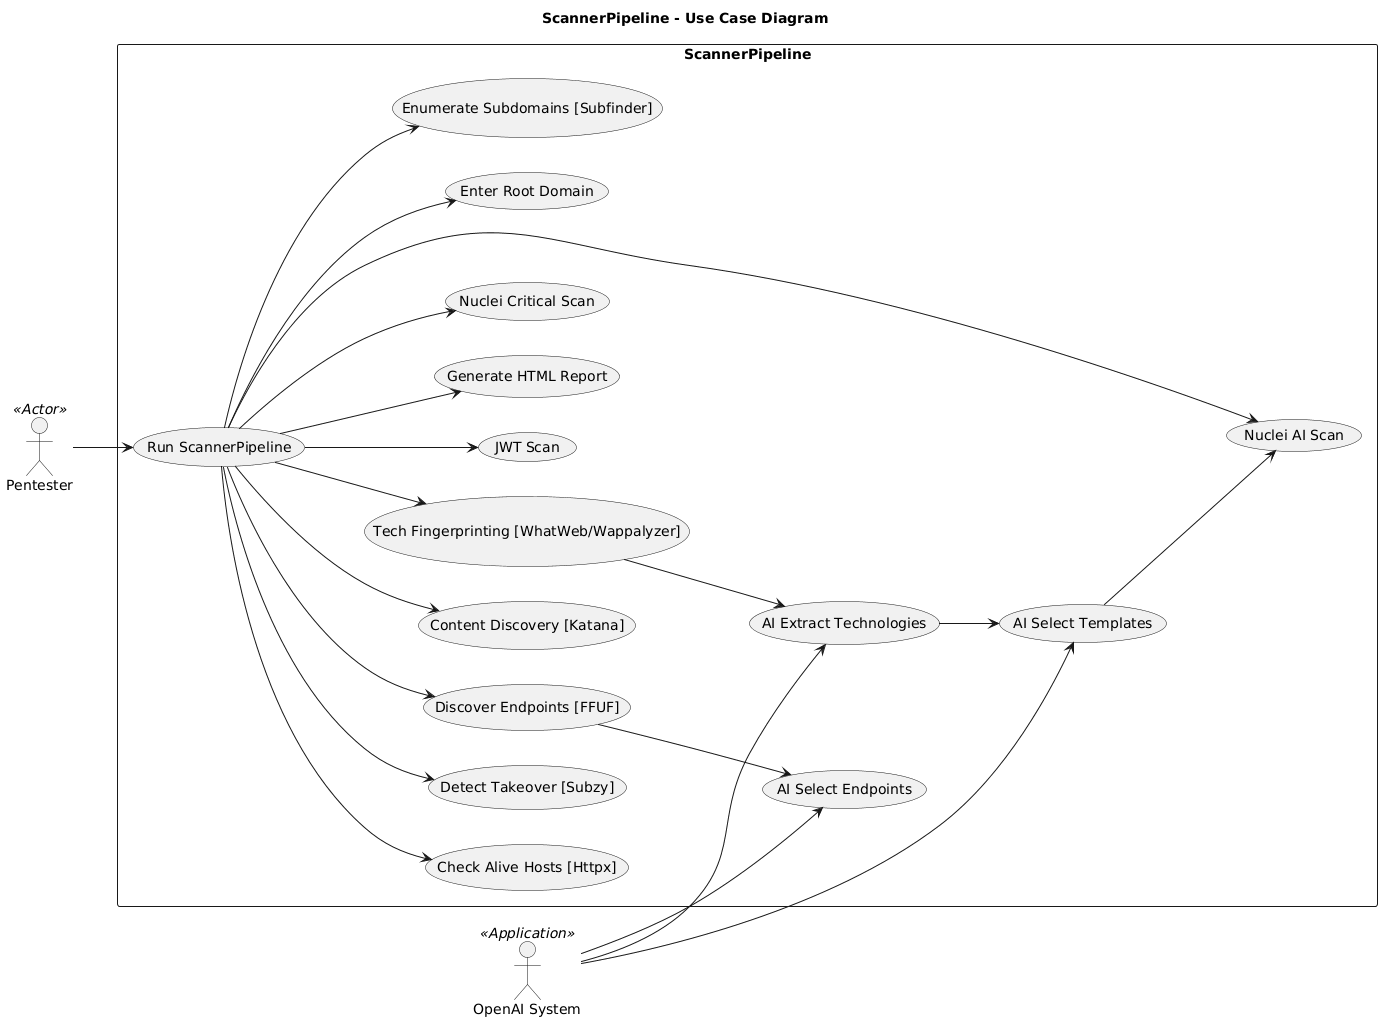 ScannerPipeline - Use Case Diagram
ScannerPipeline
Enumerate Subdomains [Subfinder]
Enter Root Domain
Nuclei Critical Scan
Generate HTML Report
«Actor»
Pentester
Run ScannerPipeline
JWT Scan
Nuclei AI Scan
Tech Fingerprinting [WhatWeb/Wappalyzer]
Content Discovery [Katana]
AI Extract Technologies
AI Select Templates
Discover Endpoints [FFUF]
Detect Takeover [Subzy]
AI Select Endpoints
Check Alive Hosts [Httpx]
«Application»
OpenAI System